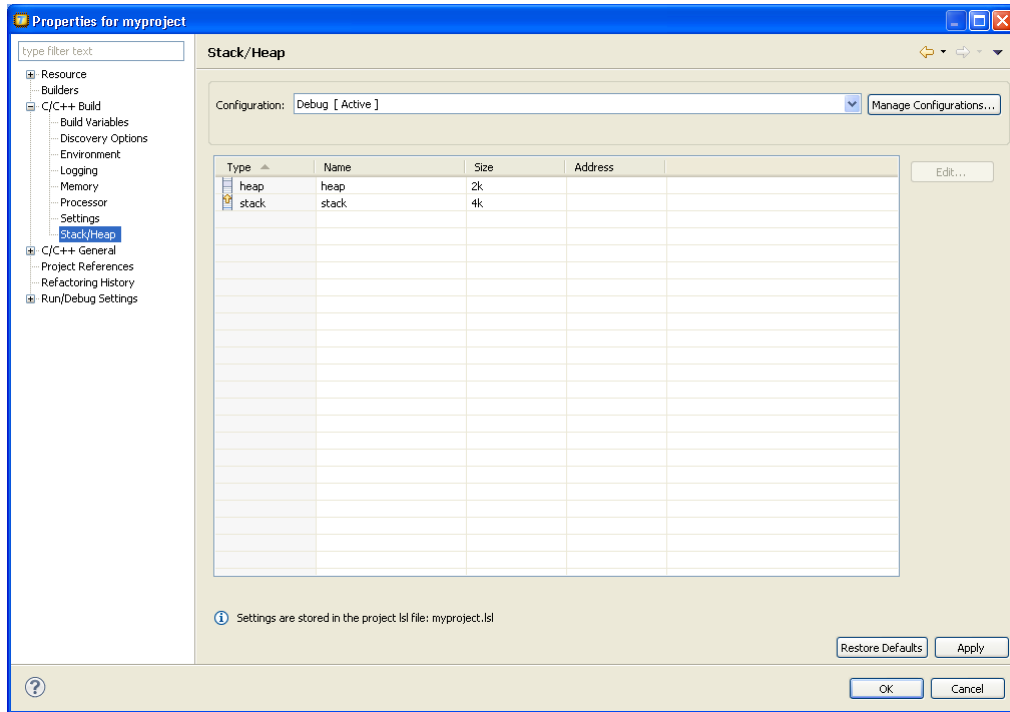 Properties for myproject
type filter text
Resource
Builders
C/C++ Build
Build Variables
Discovery Options
Environment
Logging
Memory
Processor
Settings
Stack/Heap
C/C++ General
Project References
Refactoring History
Run/Debug Settings
Stack/Heap
Configuration: Debug [ Active ] Manage Configurations...
Type Name Size Address
heap heap 2k
stack stack 4k
Edit...
Settings are stored in the project lsl file: myproject.lsl
Restore Defaults Apply
OK Cancel